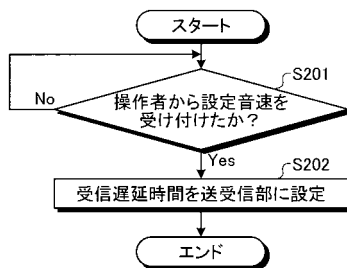 スタート
S201
操作者から設定音速を
受け付けたか？
No
Yes
S202
受信遅延時間を送受信部に設定
エンド